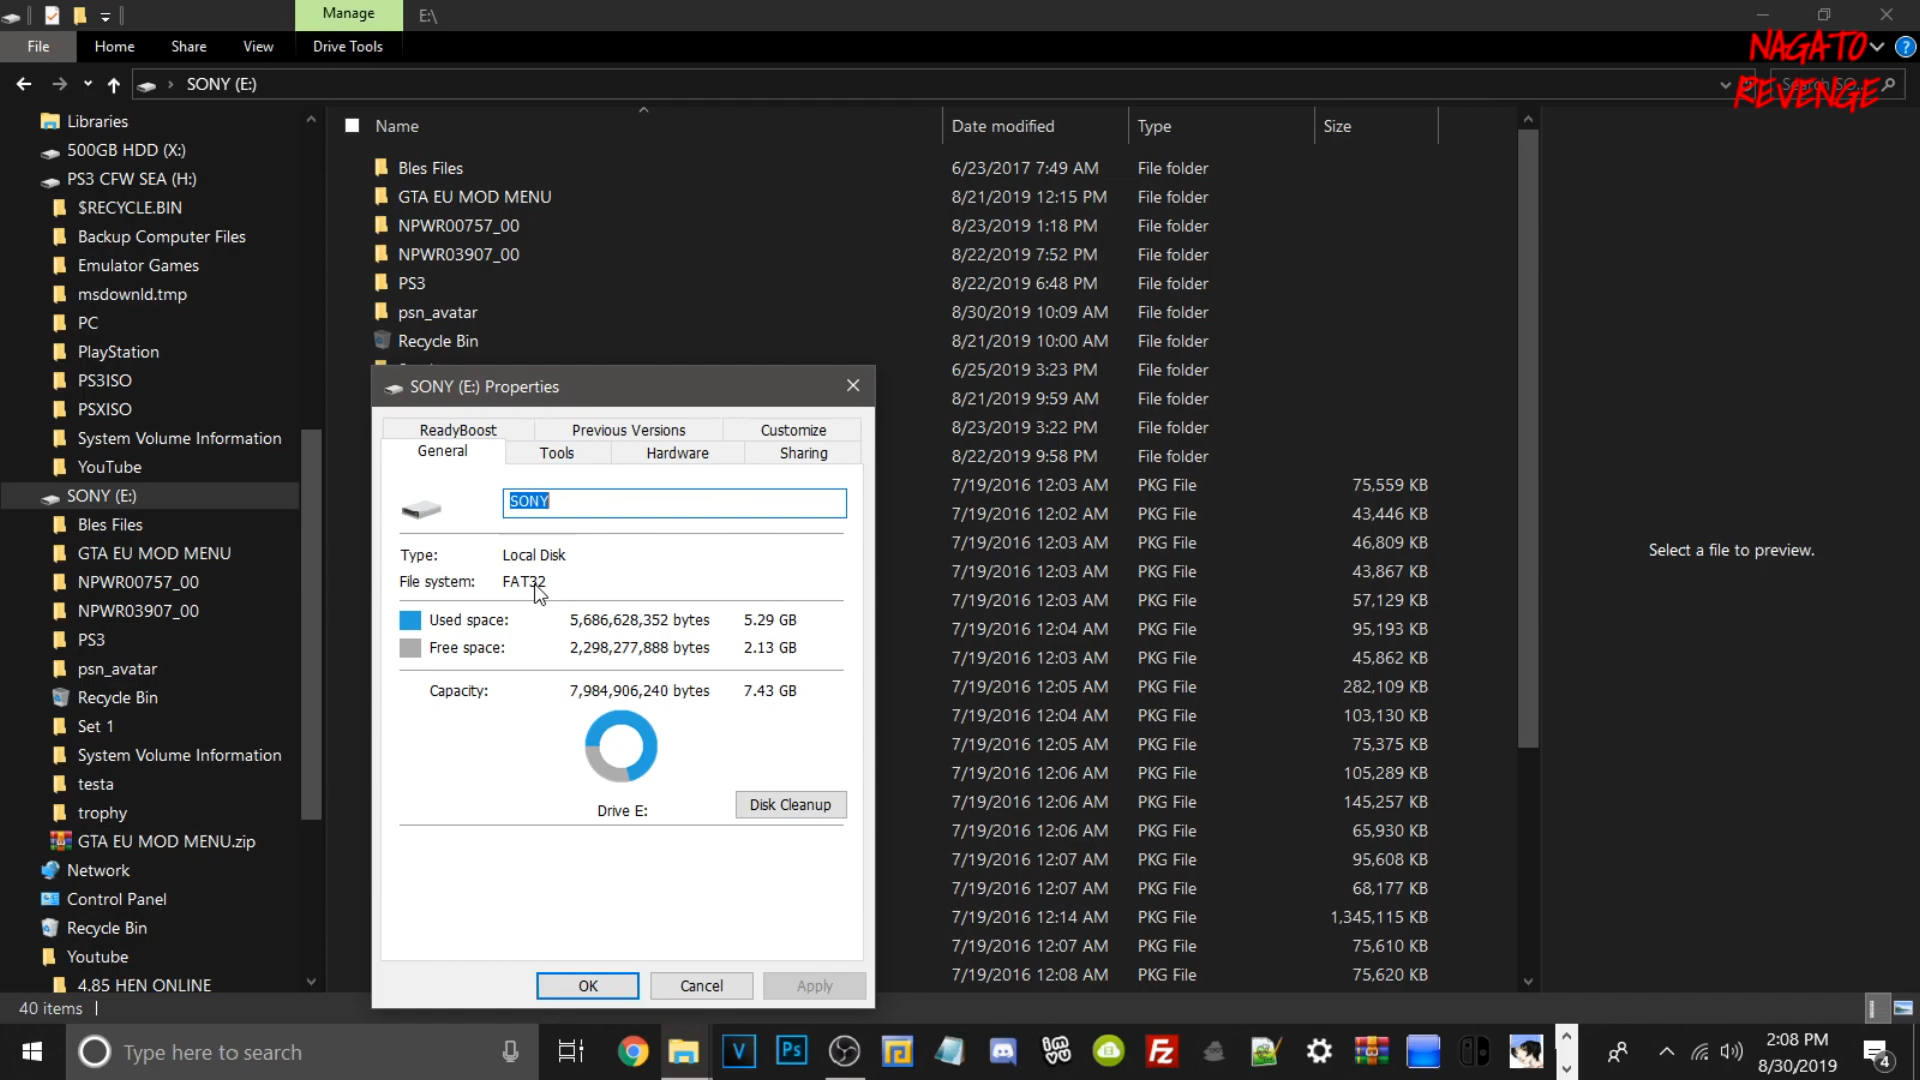 Manage
E:\
File
Home
Share
View
Drive Tools
NAGATO
REVENGE
SONY (E:)
Name
Date modified
Type
Size
Libraries
500GB HDD (X:)
PS3 CFW SEA (H:)
$RECYCLE.BIN
Backup Computer Files
Emulator Games
msdownld.tmp
PC
PlayStation
PS3ISO
PSXISO
System Volume Information
YouTube
SONY (E:)
Bles Files
GTA EU MOD MENU
NPWR00757_00
NPWR03907_00
PS3
psn_avatar
Recycle Bin
Set 1
System Volume Information
testa
trophy
GTA EU MOD MENU.zip
Network
Control Panel
Recycle Bin
Youtube
4.85 HEN ONLINE
Bles Files 6/23/2017 7:49 AM File folder
GTA EU MOD MENU 8/21/2019 12:15 PM File folder
NPWR00757_00 8/23/2019 1:18 PM File folder
NPWR03907_00 8/22/2019 7:52 PM File folder
PS3 8/22/2019 6:48 PM File folder
psn_avatar 8/30/2019 10:09 AM File folder
Recycle Bin 8/21/2019 10:00 AM File folder
6/25/2019 3:23 PM File folder
8/21/2019 9:59 AM File folder
8/23/2019 3:22 PM File folder
8/22/2019 9:58 PM File folder
7/19/2016 12:03 AM PKG File 75,559 KB
7/19/2016 12:02 AM PKG File 43,446 KB
7/19/2016 12:03 AM PKG File 46,809 KB
7/19/2016 12:03 AM PKG File 43,867 KB
7/19/2016 12:03 AM PKG File 57,129 KB
7/19/2016 12:04 AM PKG File 95,193 KB
7/19/2016 12:03 AM PKG File 45,862 KB
7/19/2016 12:05 AM PKG File 282,109 KB
7/19/2016 12:04 AM PKG File 103,130 KB
7/19/2016 12:05 AM PKG File 75,375 KB
7/19/2016 12:06 AM PKG File 105,289 KB
7/19/2016 12:06 AM PKG File 145,257 KB
7/19/2016 12:06 AM PKG File 65,930 KB
7/19/2016 12:07 AM PKG File 95,608 KB
7/19/2016 12:07 AM PKG File 68,177 KB
7/19/2016 12:14 AM PKG File 1,345,115 KB
7/19/2016 12:07 AM PKG File 75,610 KB
7/19/2016 12:08 AM PKG File 75,620 KB
Select a file to preview.
SONY (E:) Properties
ReadyBoost
Previous Versions
Customize
General
Tools
Hardware
Sharing
SONY
Type: Local Disk
File system: FAT32
Used space: 5,686,628,352 bytes 5.29 GB
Free space: 2,298,277,888 bytes 2.13 GB
Capacity: 7,984,906,240 bytes 7.43 GB
Drive E:
Disk Cleanup
OK
Cancel
Apply
40 items
Type here to search
2:08 PM
8/30/2019
4